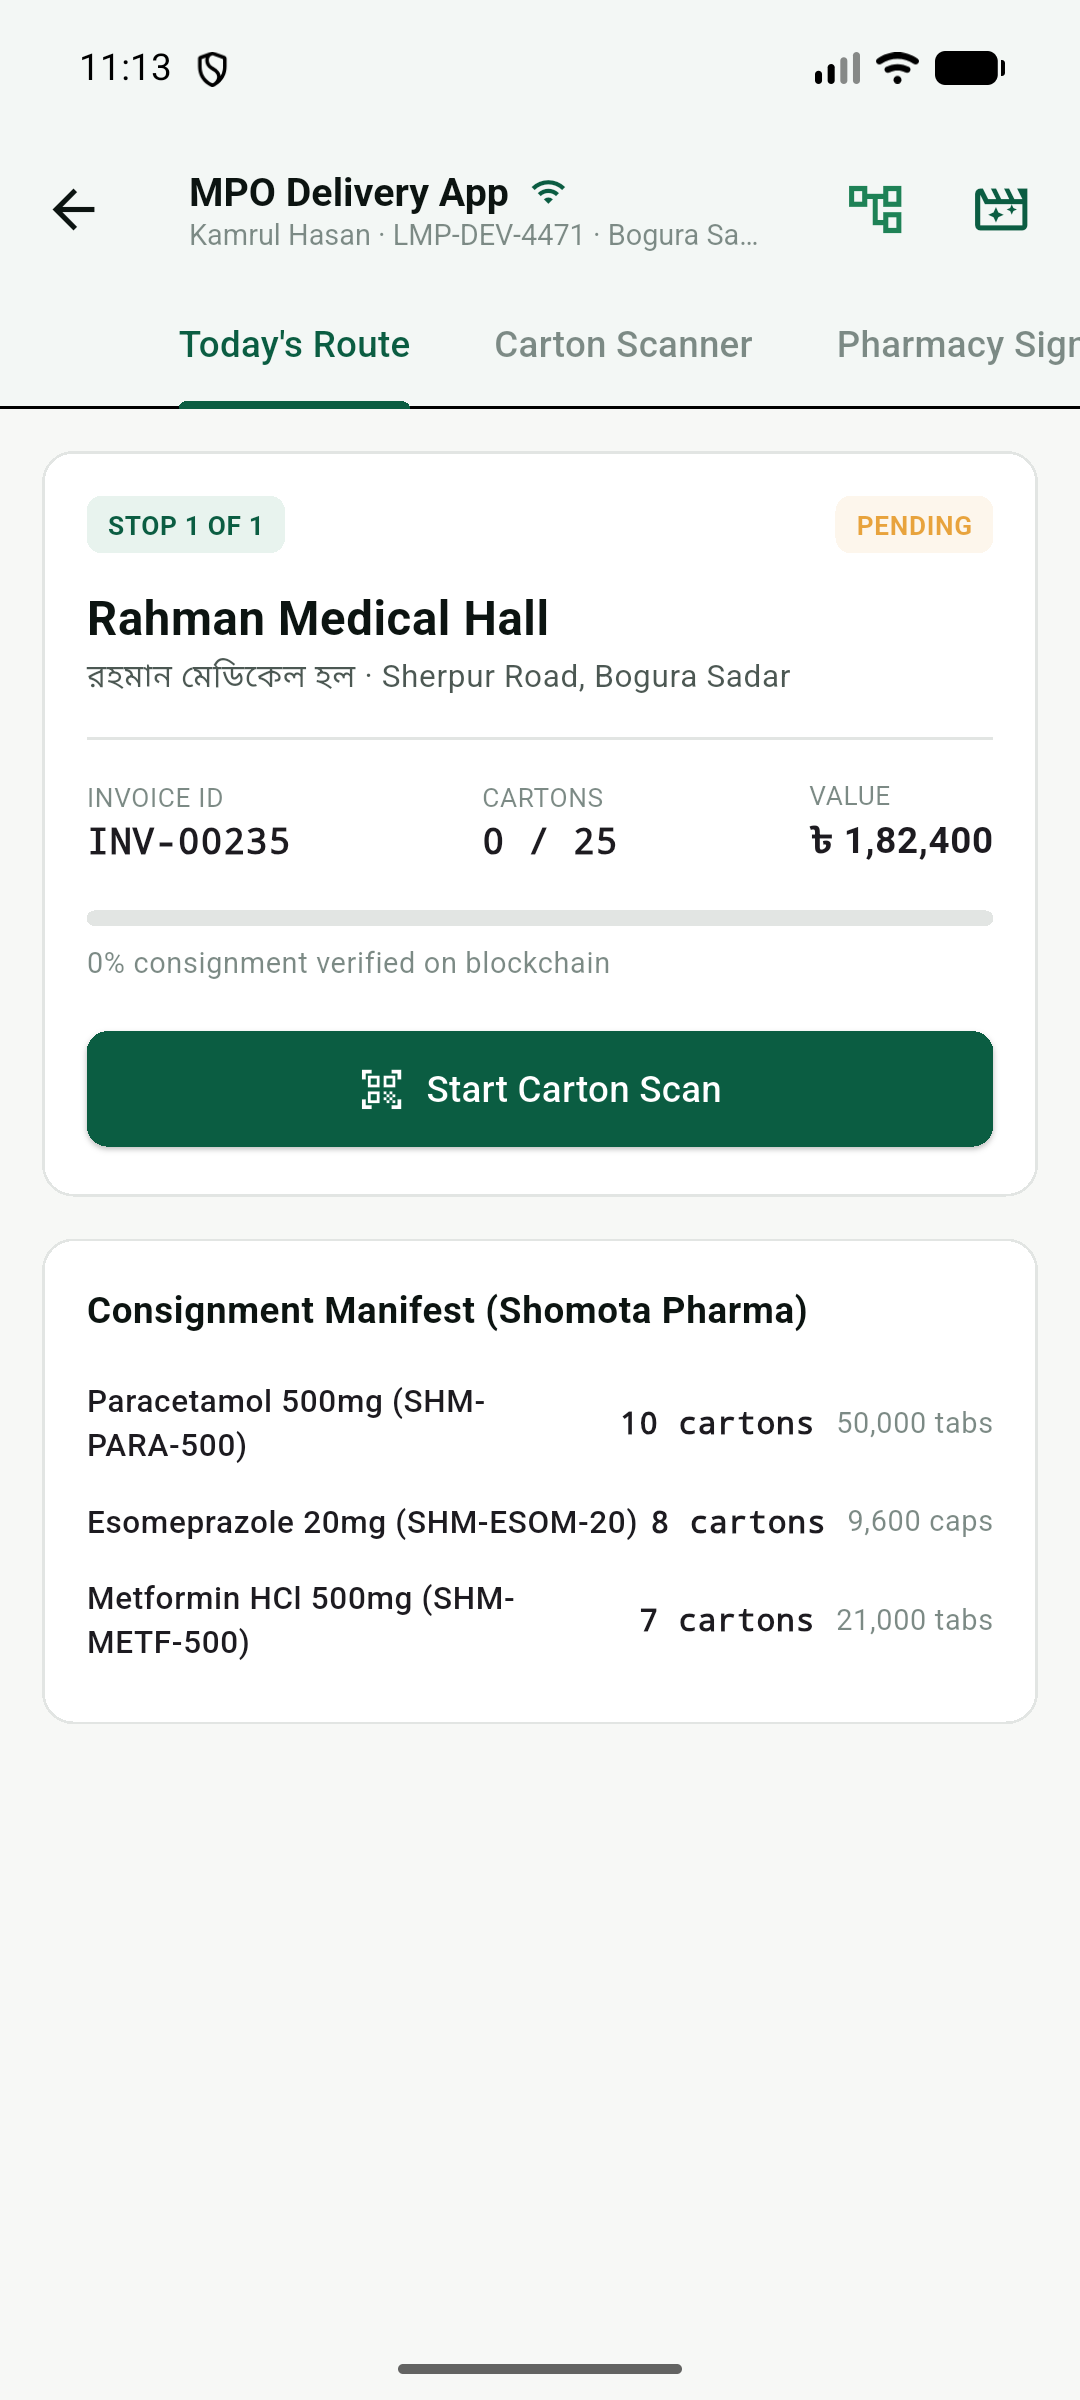 11:13
MPO Delivery App
Kamrul Hasan · LMP-DEV-4471 · Bogura Sa...
Today's Route
Carton Scanner
Pharmacy Sign
STOP 1 OF 1
PENDING
Rahman Medical Hall
রহমান মেডিকেল হল · Sherpur Road, Bogura Sadar
INVOICE ID
CARTONS
VALUE
INV-00235
0 / 25
৳ 1,82,400
0% consignment verified on blockchain
Start Carton Scan
Consignment Manifest (Shomota Pharma)
Paracetamol 500mg (SHM-
PARA-500)
10 cartons 50,000 tabs
Esomeprazole 20mg (SHM-ESOM-20) 8 cartons 9,600 caps
Metformin HCl 500mg (SHM-
METF-500)
7 cartons 21,000 tabs